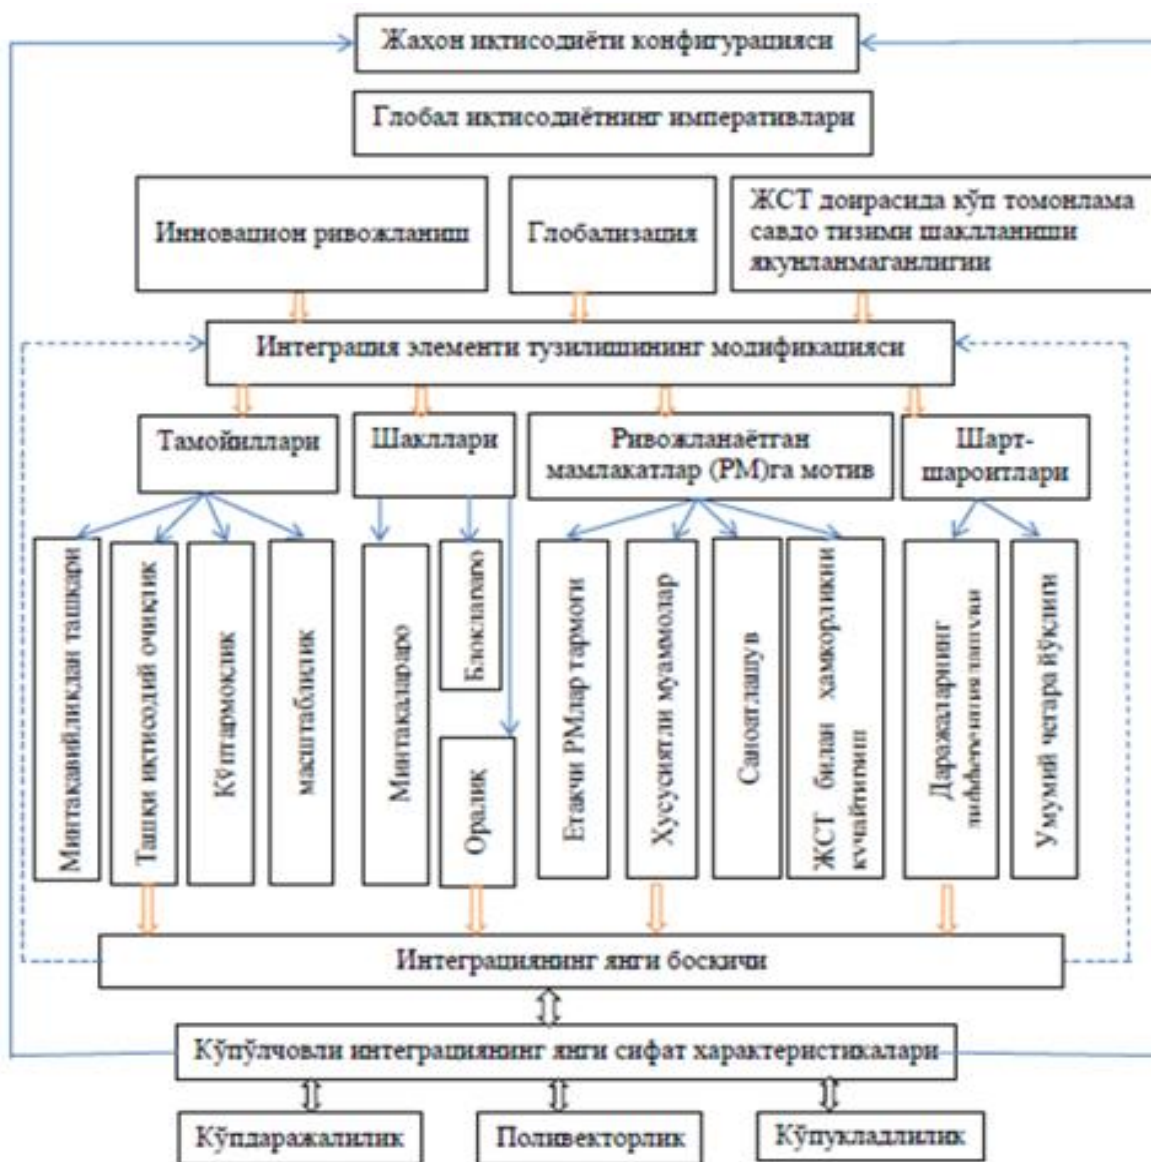 Жаҳон иқтисодиёти конфигурацияси
Глобал иқтисодиётнинг императивлари
Инновацион ривожланиш
Глобализация
ЖСТ доирасида кўп томонлама
савдо тизими шаклланиши
якунланмаганлигии
Интеграция элементи тузилишининг модификацияси
Тамойиллари
Шакллари
Ривожланаётган
мамлакатлар (РМ)га мотив
Шарт-
шароитлари
Минтақавийликдан ташқари
Ташқи иқтисодий очиқлик
Кўптармоқлик
масштаблилик
Минтақалараро
Блоклараро
Оралиқ
Етакчи РМлар тармоғи
Хусусиятли муаммолар
Саноатлашув
ЖСТ билан ҳамкорликни
кучайтириш
Даражаларнинг
Умумий чегара йўқлиги
Интеграциянинг янги босқичи
Кўпўлчовли интеграциянинг янги сифат характеристикалари
Кўпдаражалилик
Поливекторлик
Кўпукладлилик